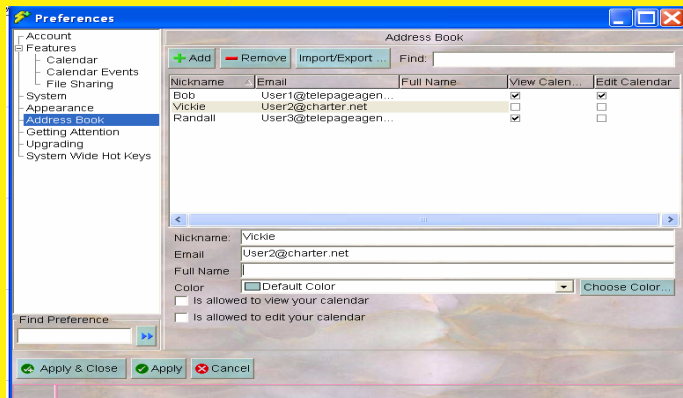 Preferences
Account
Features
Calendar
Calendar Events
File Sharing
System
Appearance
Address Book
Getting Attention
Upgrading
System Wide Hot Keys
Find Preference
Address Book
Add Remove Import/Export ... Find:
Nickname Email Full Name View Calen... Edit Calendar
Bob User1@telepageagen...
Vickie User2@charter.net
Randall User3@telepageagen...
Nickname: Vickie
Email User2@charter.net
Full Name
Color Default Color Choose Color...
Is allowed to view your calendar
Is allowed to edit your calendar
Apply & Close Apply Cancel